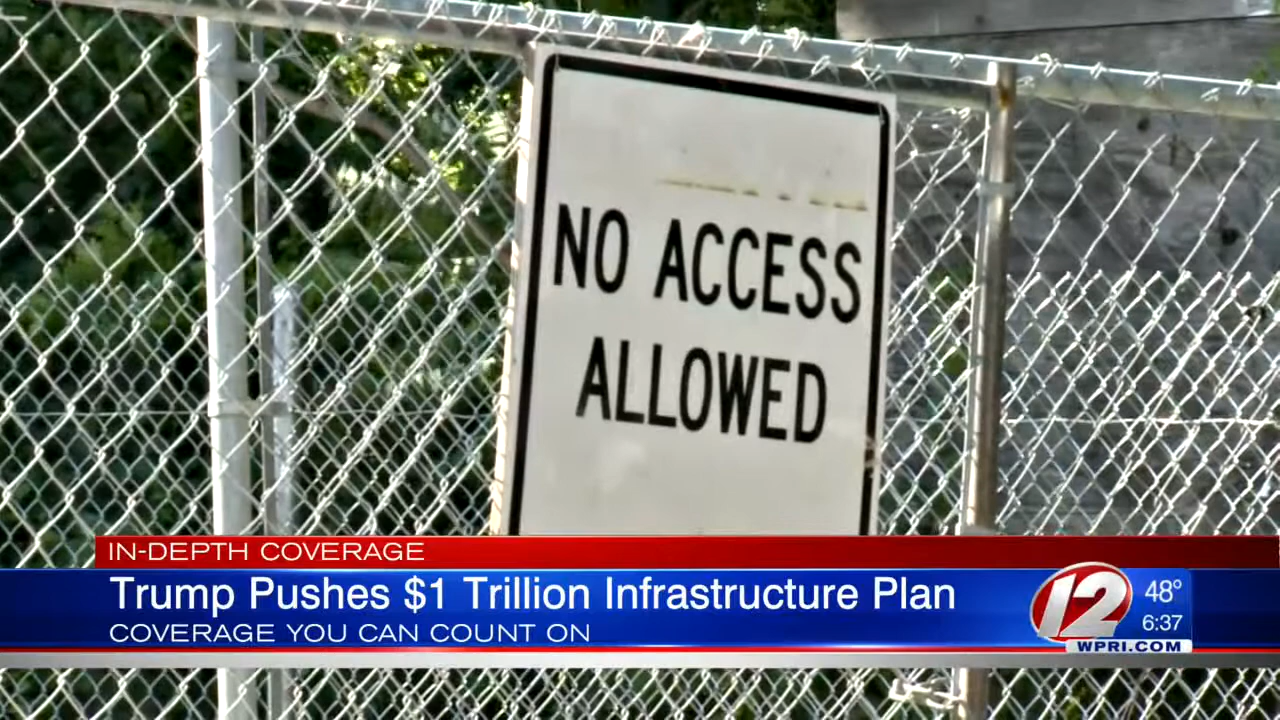 NO ACCESS
ALLOWED
IN-DEPTH COVERAGE
Trump Pushes $1 Trillion Infrastructure Plan
COVERAGE YOU CAN COUNT ON
12
48°
6:37
WPRI.COM